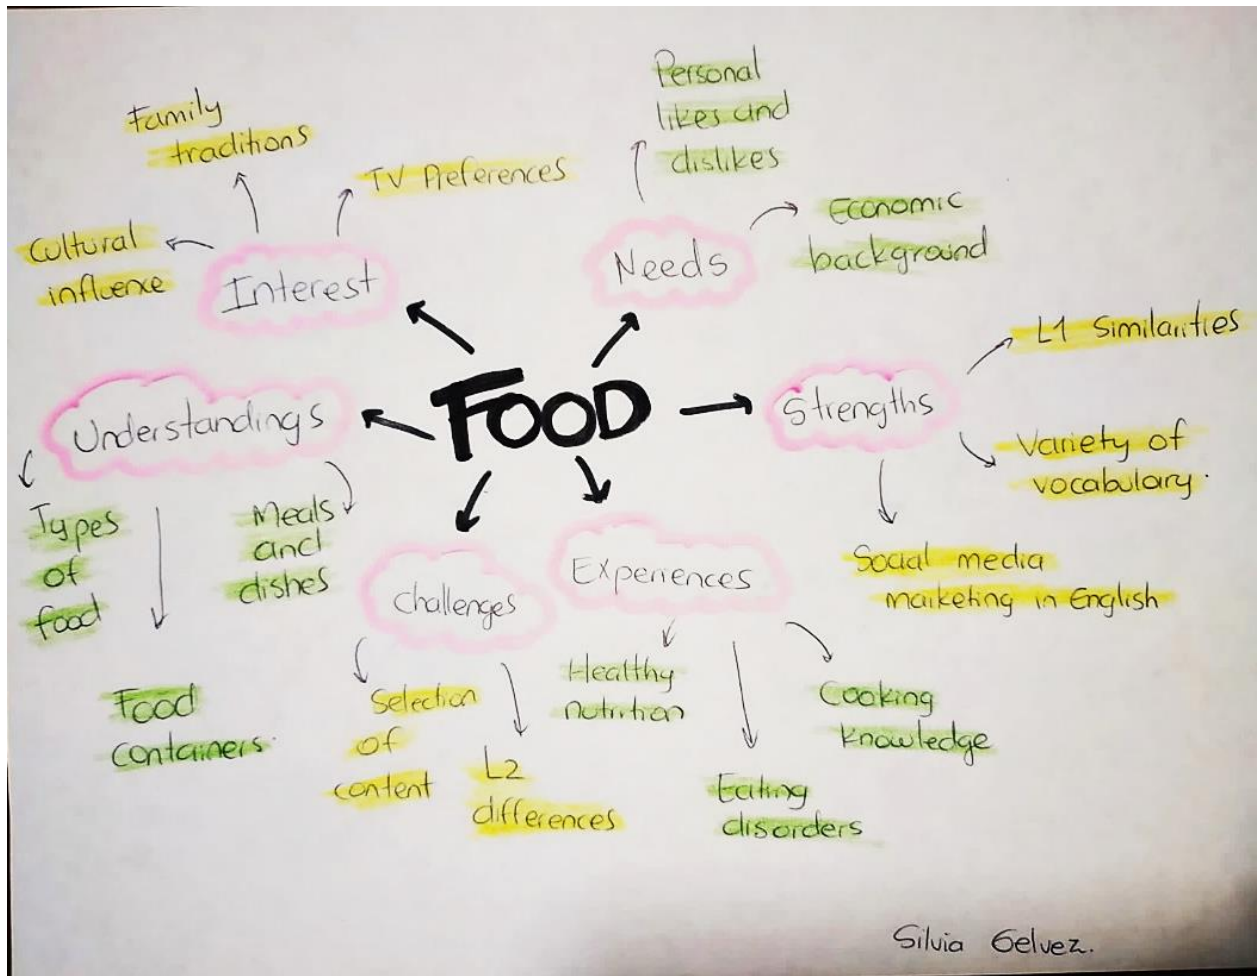 Family
traditions
TV Preferences
Cultural
influence
Interest
Personal
likes and
dislikes
Economic
background
Needs
FOOD
L1 Similarities
Variety of
vocabulary.
Social media
marketing in English
Strengths
Understandings
Types
of
food
Food
containers.
Meals
and
dishes
Challenges
Selection
of
content
L2
differences
Experiences
Healthy
nutrition
Eating
disorders
Cooking
knowledge
Silvia Gelvez.